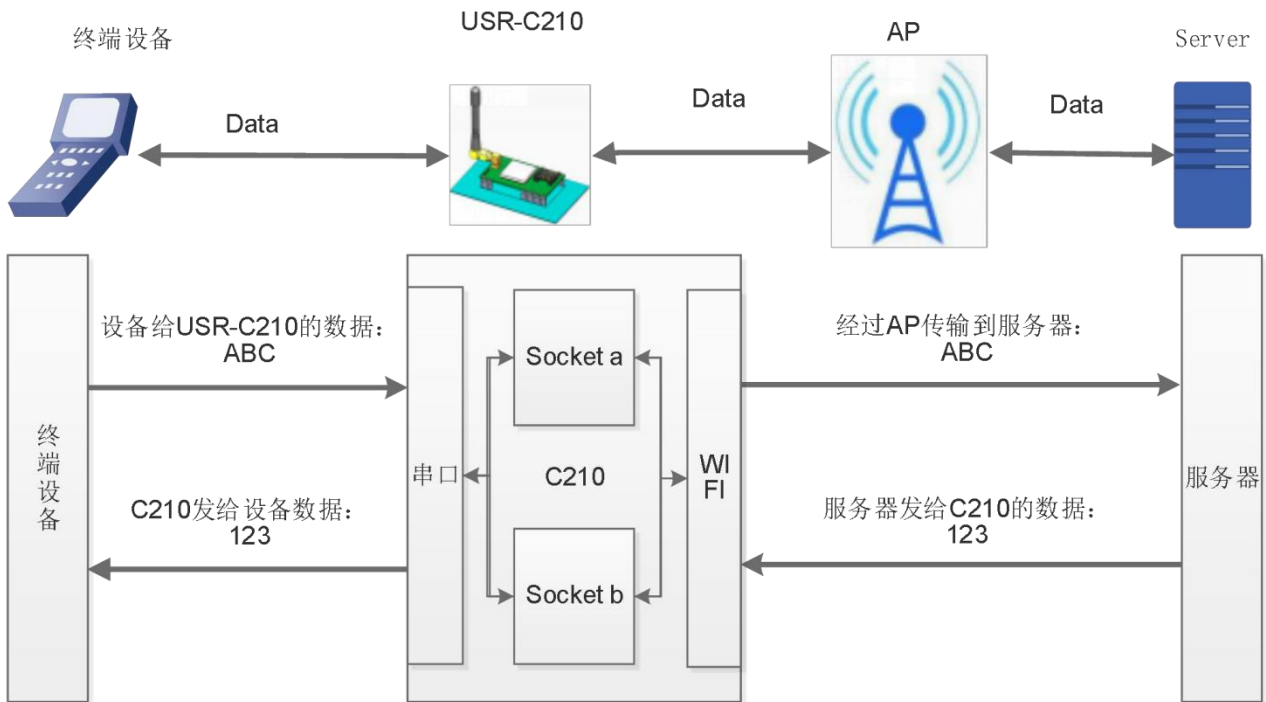 终端设备
USR-C210
AP
Server
Data
Data
Data
设备给USR-C210的数据：
ABC
经过AP传输到服务器：
ABC
Socket a
终端设备
串口
C210
WI
FI
服务器
C210发给设备数据：
123
服务器发给C210的数据：
123
Socket b